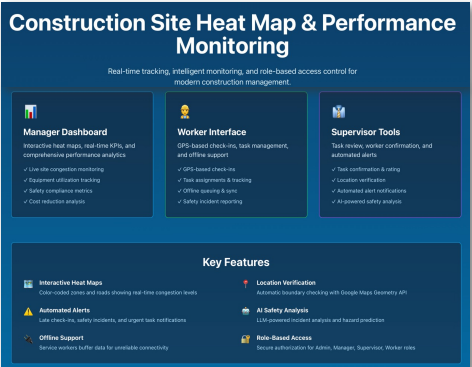 Construction Site Heat Map & Performance
Monitoring
Real-time tracking, intelligent monitoring, and role-based access control for
modern construction management.
Manager Dashboard
Interactive heat maps, real-time KPIs, and
comprehensive performance analytics
✓ Live site congestion monitoring
✓ Equipment utilization tracking
✓ Safety compliance metrics
✓ Cost reduction analysis
Worker Interface
GPS-based check-ins, task management,
and offline support
✓ GPS-based check-ins
✓ Task assignments & tracking
✓ Offline queuing & sync
✓ Safety incident reporting
Supervisor Tools
Task review, worker confirmation, and
automated alerts
✓ Task confirmation & rating
✓ Location verification
✓ Automated alert notifications
✓ AI-powered safety analysis
Key Features
Interactive Heat Maps
Color-coded zones and roads showing real-time congestion levels
Location Verification
Automatic boundary checking with Google Maps Geometry API
Automated Alerts
Late check-ins, safety incidents, and urgent task notifications
AI Safety Analysis
LLM-powered incident analysis and hazard prediction
Offline Support
Service workers buffer data for unreliable connectivity
Role-Based Access
Secure authorization for Admin, Manager, Supervisor, Worker roles